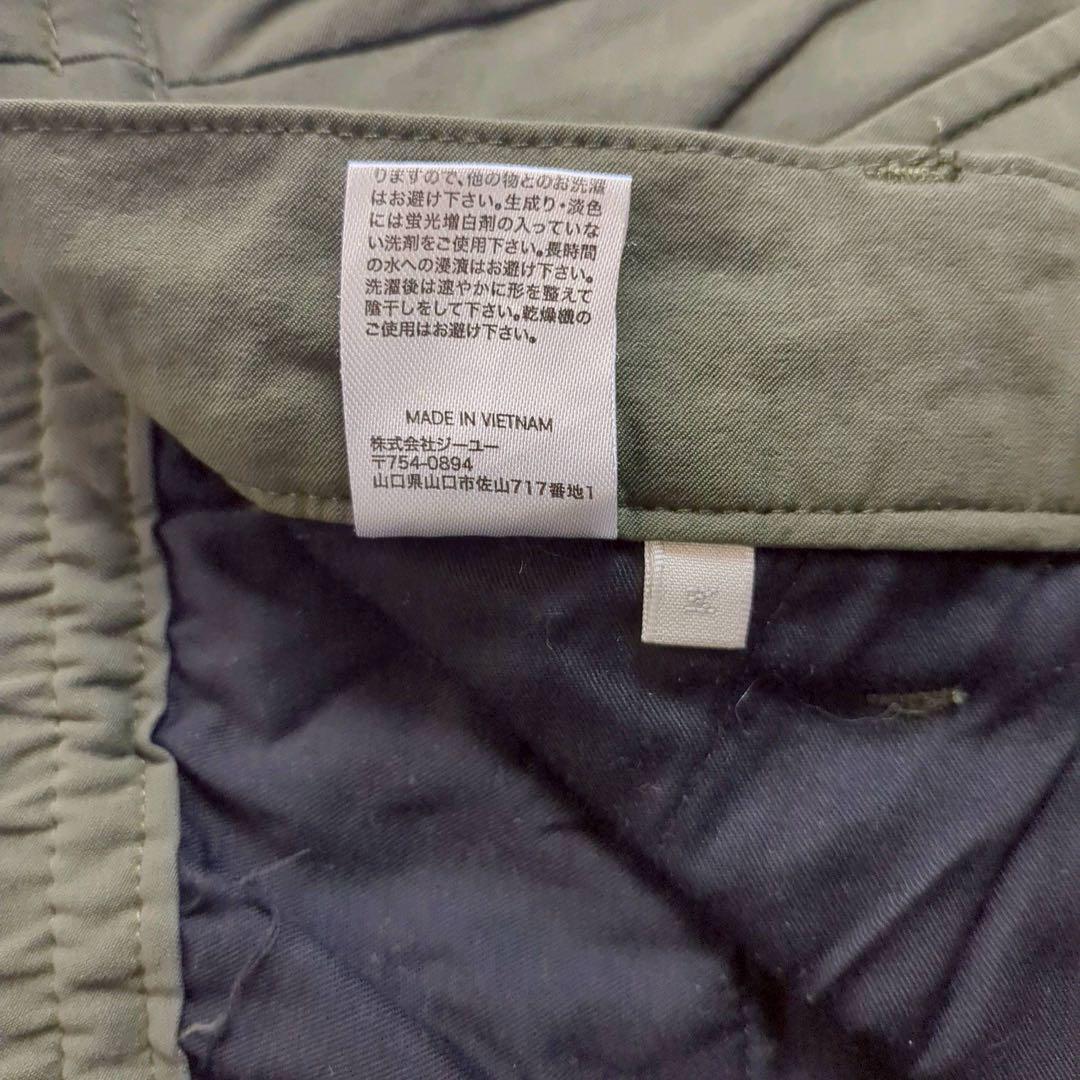 りますので、他の物とのお洗濯
はお避け下さい。生成り・淡色
には蛍光増白剤の入っていな
い洗剤をご使用下さい。長時間
の水への浸漬はお避け下さい。
洗濯後は速やかに形を整えて
陰干しをして下さい。乾燥機の
ご使用はお避け下さい。
MADE IN VIETNAM
株式会社ジーユー
〒754-0894
山口県山口市佐山717番地1